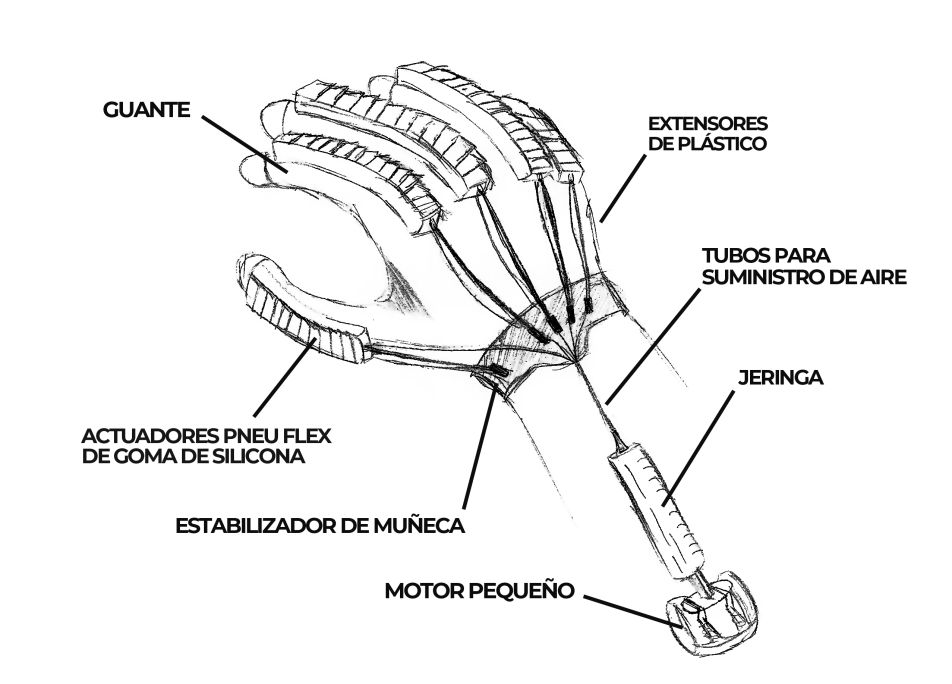 GUANTE
EXTENSORES
DE PLÁSTICO
TUBOS PARA
SUMINISTRO DE AIRE
JERINGA
ACTUADORES PNEU FLEX
DE GOMA DE SILICONA
ESTABILIZADOR DE MUÑECA
MOTOR PEQUEÑO